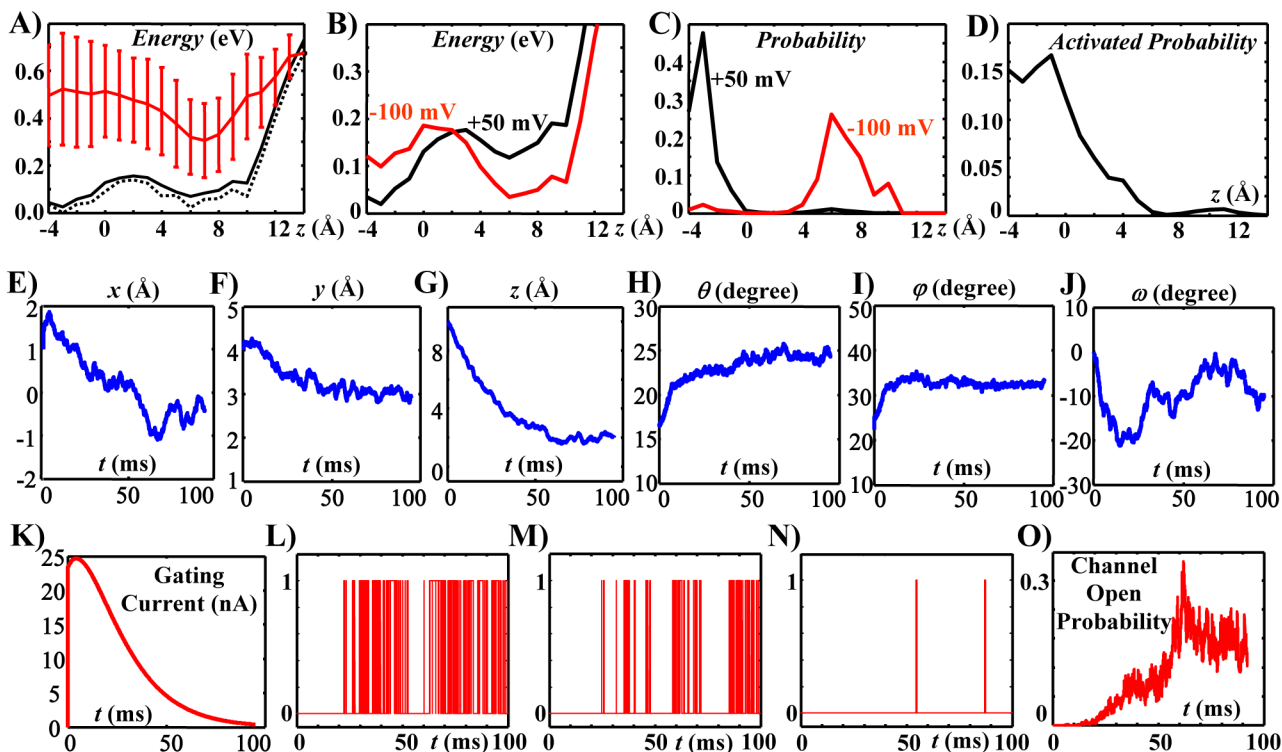 A) Energy (eV)
0.6
0.4
0.2
0.0
-4 0 4 8 12 z (Å)
B) Energy (eV)
0.4
0.3
0.2
0.1
0
-100 mV
+50 mV
-4 0 4 8 12 z (Å)
C) Probability
0.4
0.3
0.2
0.1
0
+50 mV
-100 mV
-4 0 4 8 12 (Å)
D) Activated Probability
0.15
0.10
0.05
0
z (Å)
-4 0 4 8 12
E) x (Å)
2
1
0
-1
-2
t (ms)
0 50 100
F) y (Å)
5
4
3
2
1
t (ms)
0 50 100
G) z (Å)
8
4
0
t (ms)
0 50 100
H) θ (degree)
30
25
20
15
10
t (ms)
0 50 100
I) φ (degree)
50
40
30
20
10
t (ms)
0 50 100
J) ω (degree)
10
0
-10
-20
-30
t (ms)
0 50 100
K)
25
20
15
10
5
0
Gating
Current (nA)
t (ms)
0 50 100
L)
1
0
0 50 t (ms) 100
M)
1
0
0 50 t (ms) 100
N)
1
0
0 50 t (ms) 100
O)
0.3
0
Channel
Open
Probability
t (ms)
0 50 100